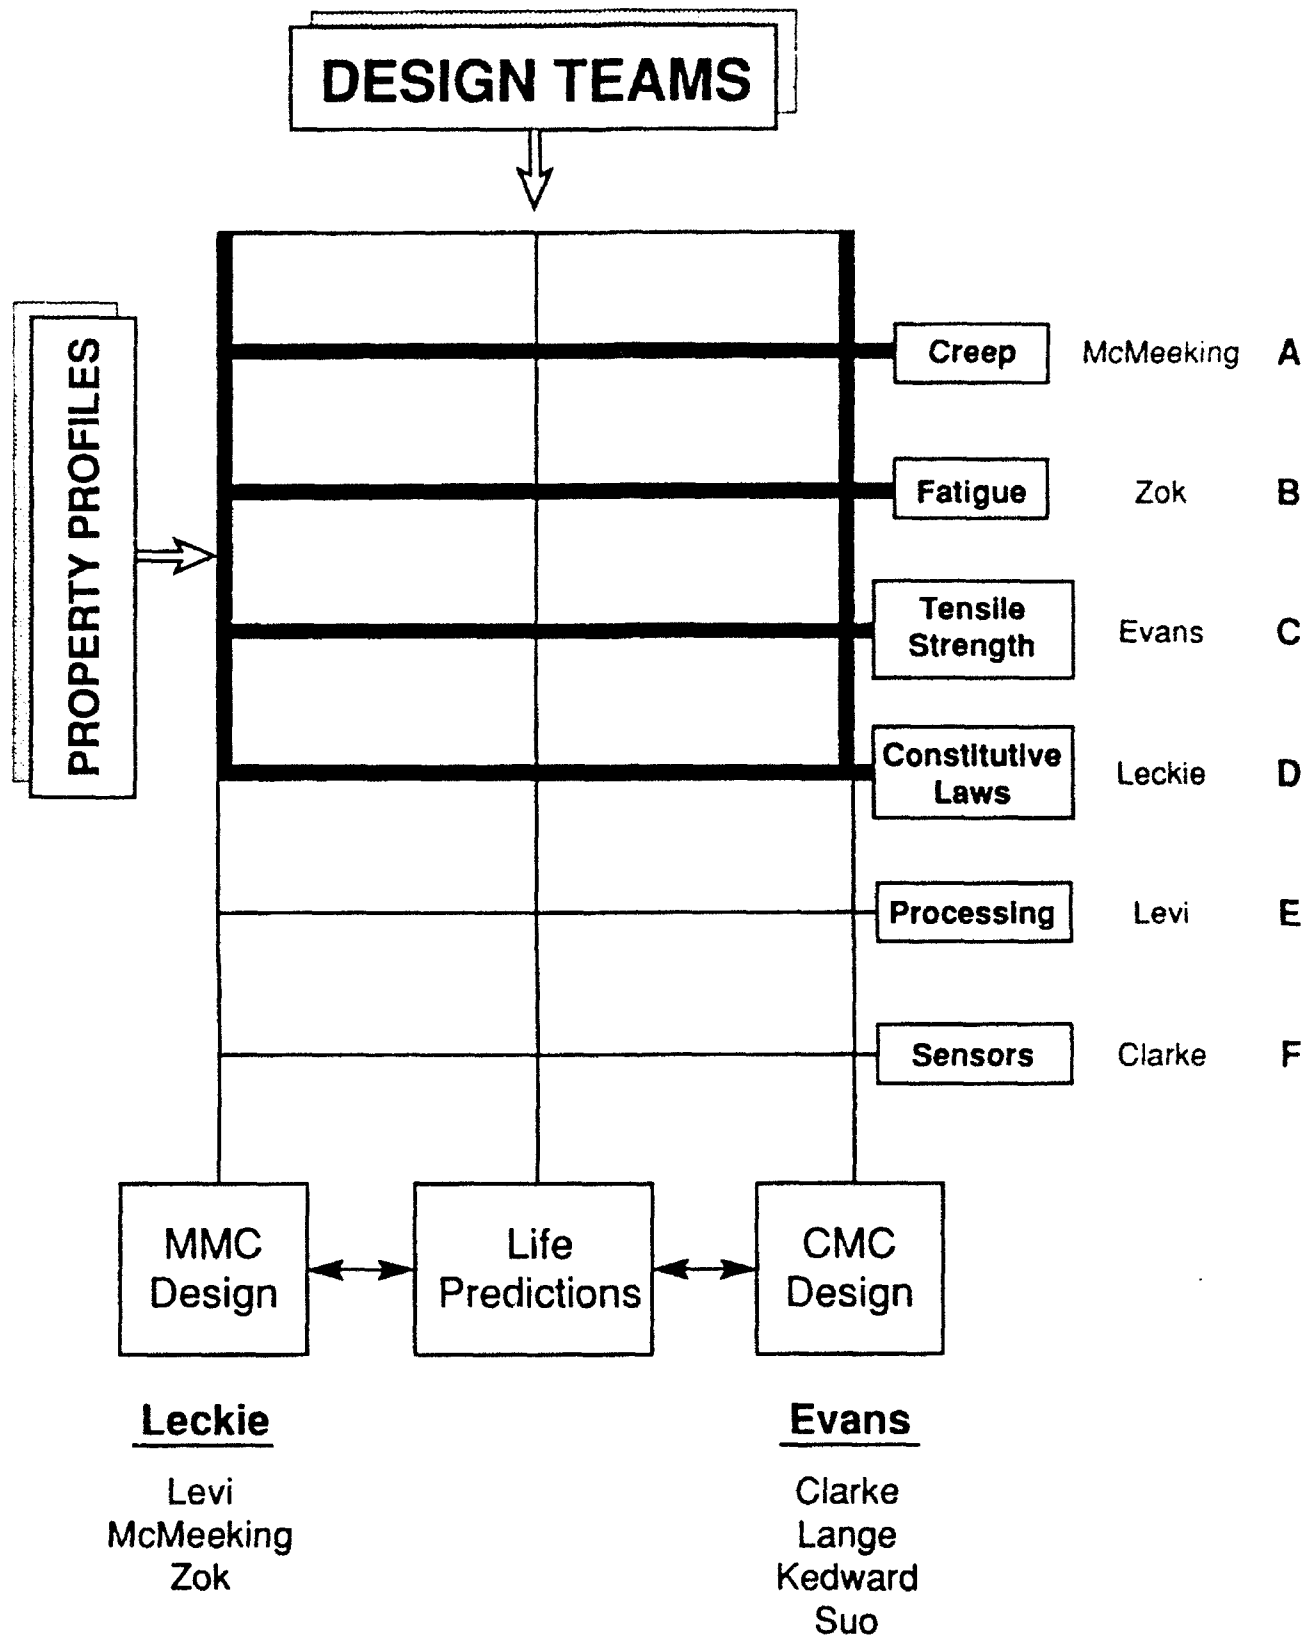 DESIGN TEAMS
PROPERTY PROFILES
Creep McMeeking A
Fatigue Zok B
Tensile
Strength Evans C
Constitutive
Laws Leckie D
Processing Levi E
Sensors Clarke F
MMC
Design
Life
Predictions
CMC
Design
Leckie
Levi
McMeeking
Zok
Evans
Clarke
Lange
Kedward
Suo